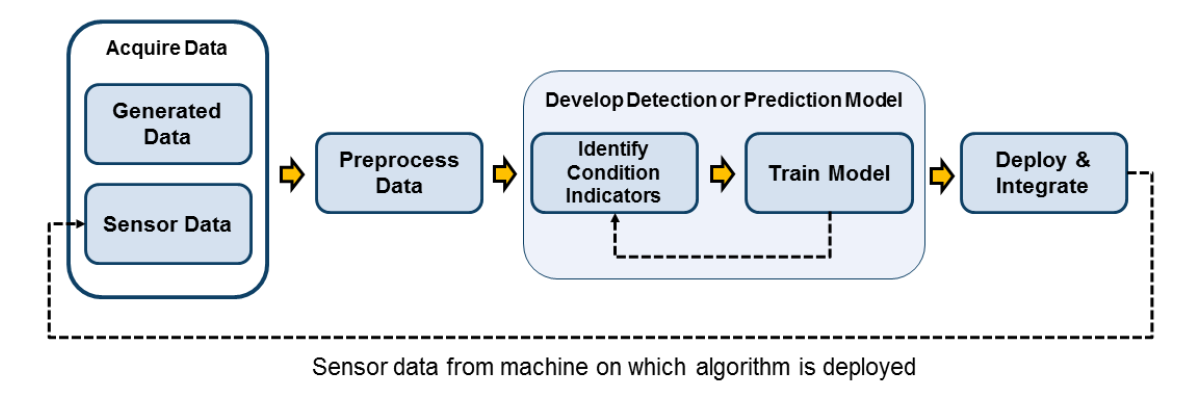 Acquire Data
Generated
Data
Sensor Data
Preprocess
Data
Develop Detection or Prediction Model
Identify
Condition
Indicators
Train Model
Deploy &
Integrate
Sensor data from machine on which algorithm is deployed